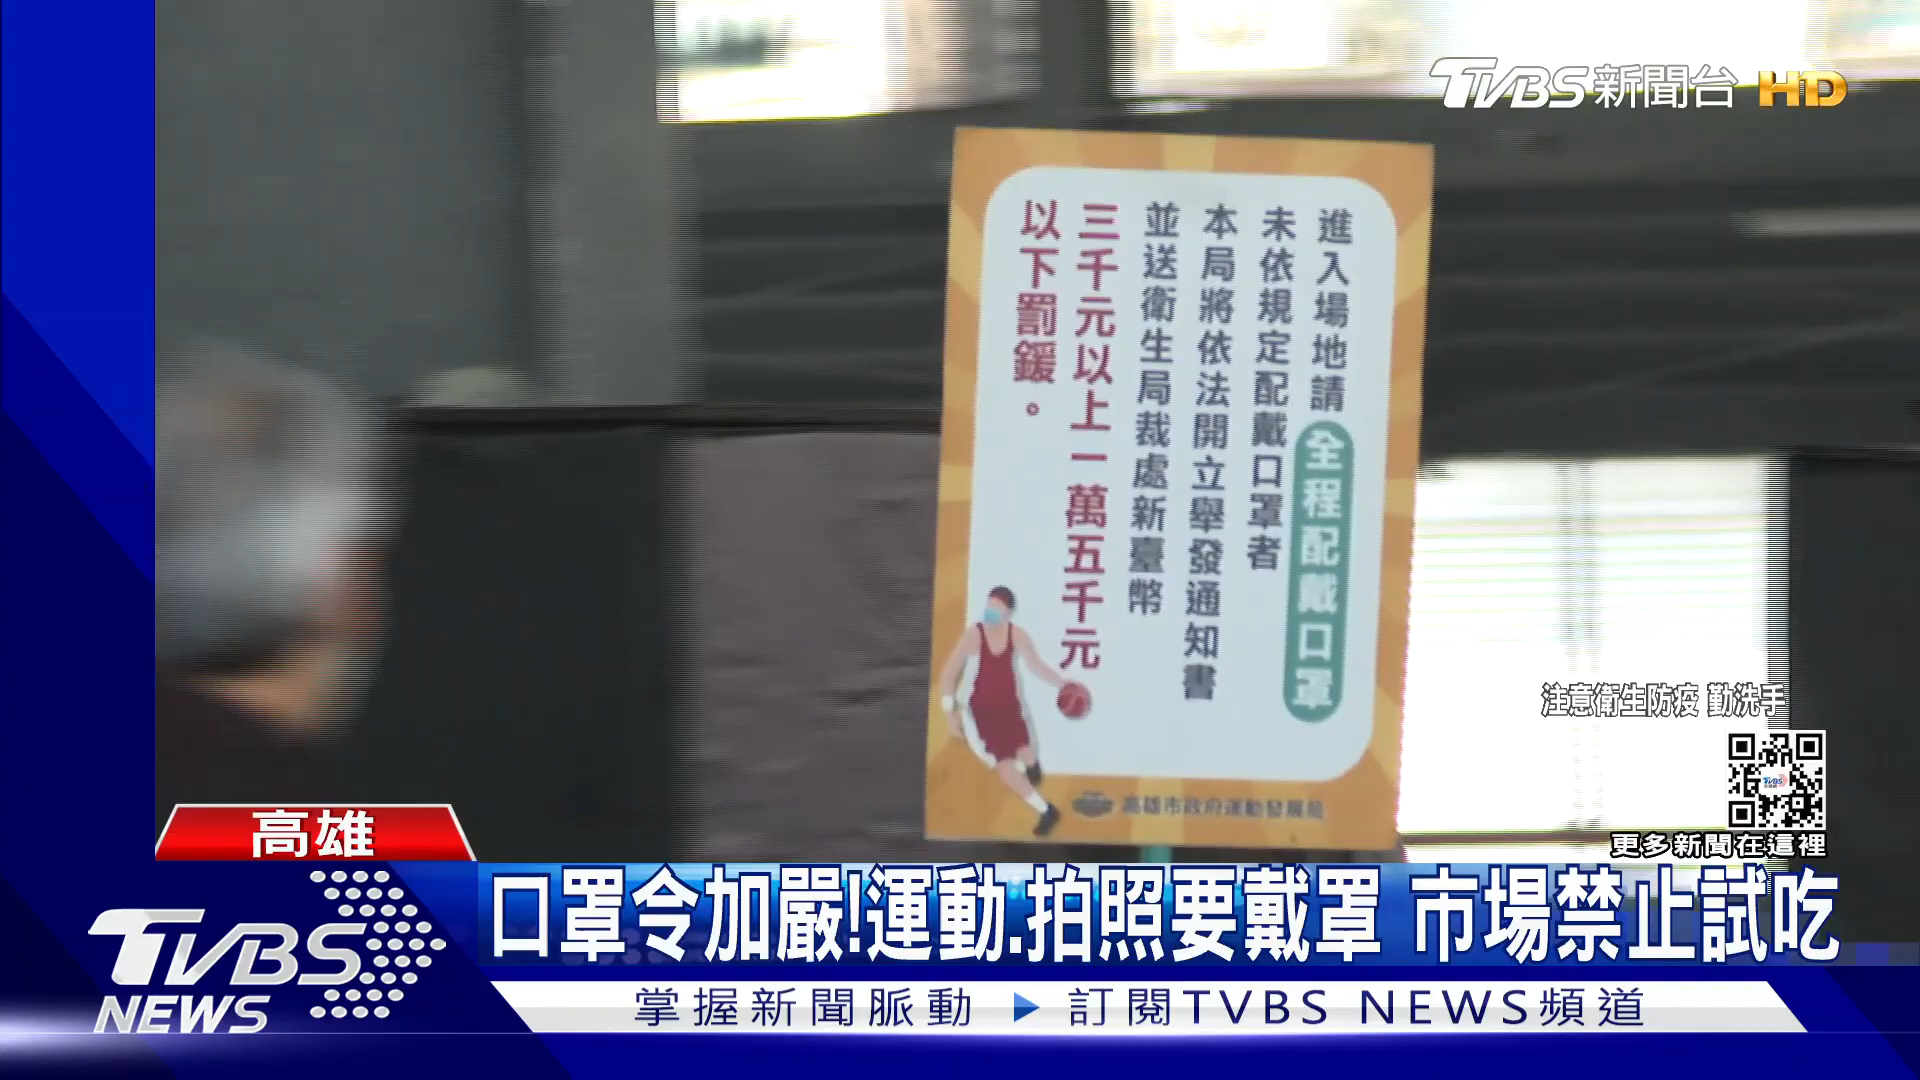 TVBS新聞台 HD
進入場地請全程配戴口罩
未依規定配戴口罩者
本局將依法開立舉發通知書
並送衛生局裁處新臺幣
三千元以上一萬五千元
以下罰鍰。
高雄市政府運動發展局
注意衛生防疫 勤洗手
TVBS
更多新聞在這裡
高雄
口罩令加嚴!運動.拍照要戴罩 市場禁止試吃
TVBS
NEWS
掌握新聞脈動 訂閱TVBS NEWS頻道